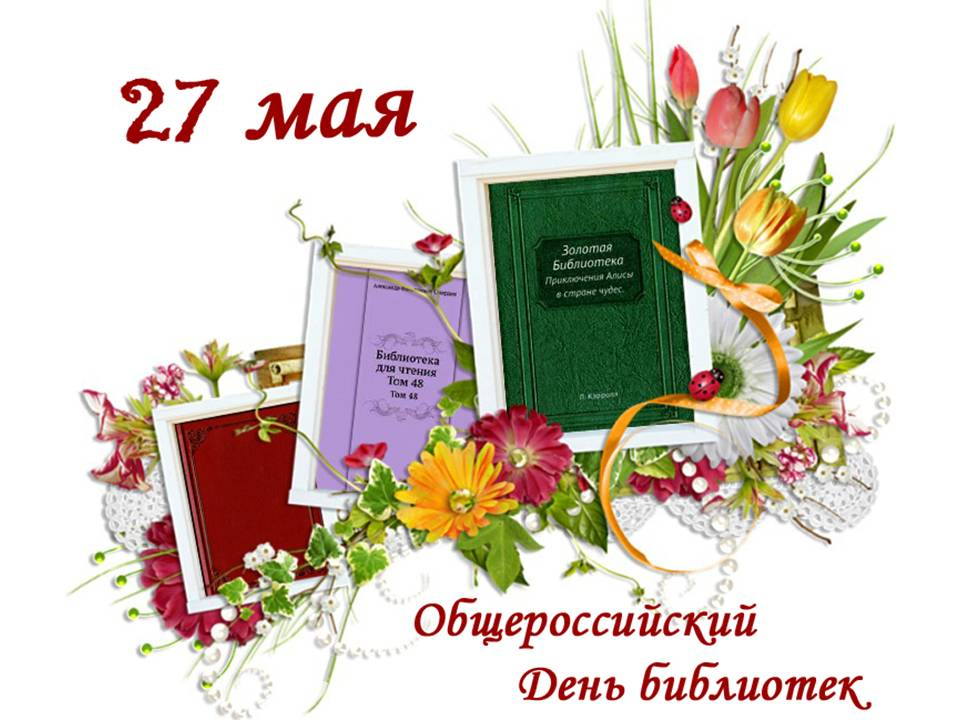 27 мая
Золотая
Библиотека
Приключения Алисы
в стране чудес.
Л. Кэрролл
Александр
Библиотека
для чтения
Том 48
Том 48
Общероссийский
День библиотек